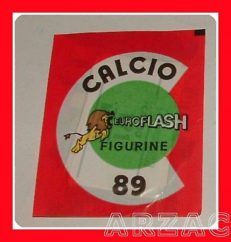 CALCIO
EUROFLASH
FIGURINE
89
ARZAC